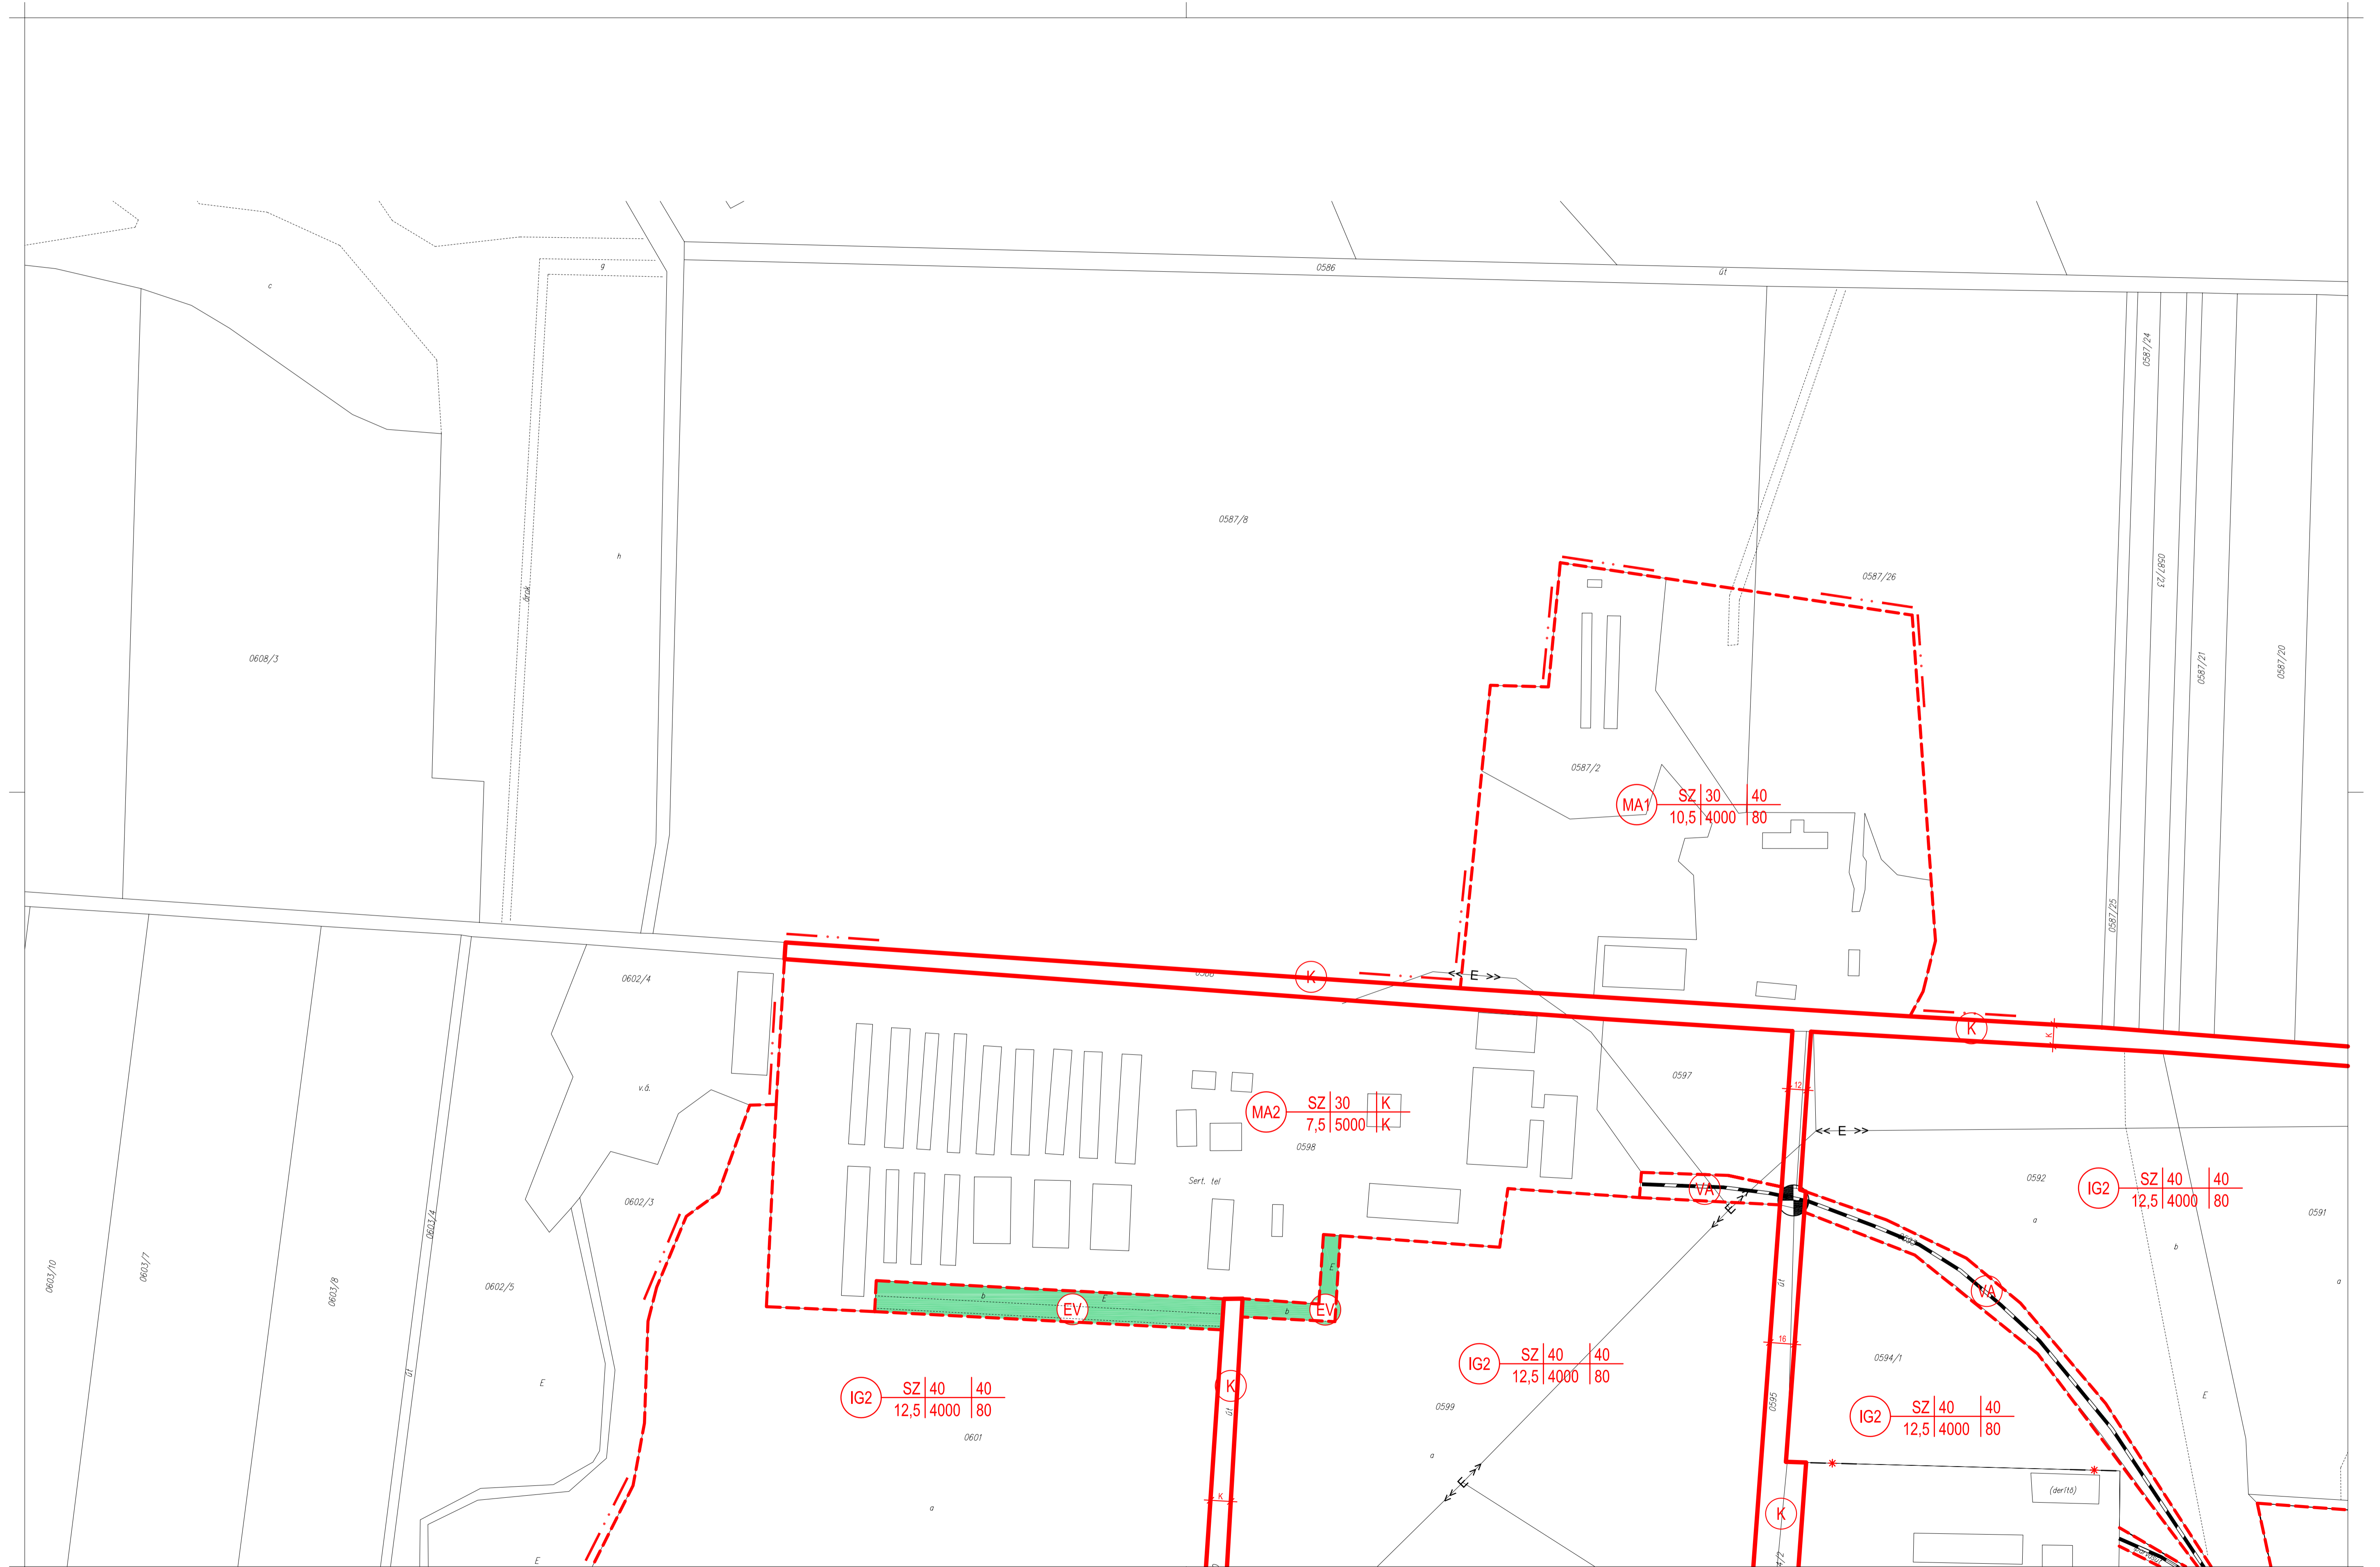 g
c
0586
út
0587/24
0587/8
h
0587/26
0587/23
árok
0608/3
0587/21
0587/20
0587/2
MA1 SZ 30 40
10,5 4000 80
0587/25
0602/4
K
E
K
K
v.á.
0597
12
MA2 SZ 30 K
7,5 5000 K
0598
E
Sert. tel
0602/3
VA
E
0592
IG2 SZ 40 40
12,5 4000 80
0591
a
0603/4
b
0603/10
0603/7
0603/8
0602/5
b
E
E
EV
b
EV
út
VA
a
16
IG2 SZ 40 40
12,5 4000 80
0594/1
út
E
IG2 SZ 40 40
12,5 4000 80
K
út
0599
0595
E
IG2 SZ 40 40
12,5 4000 80
0601
a
E
K
a
K
(derítő)
E